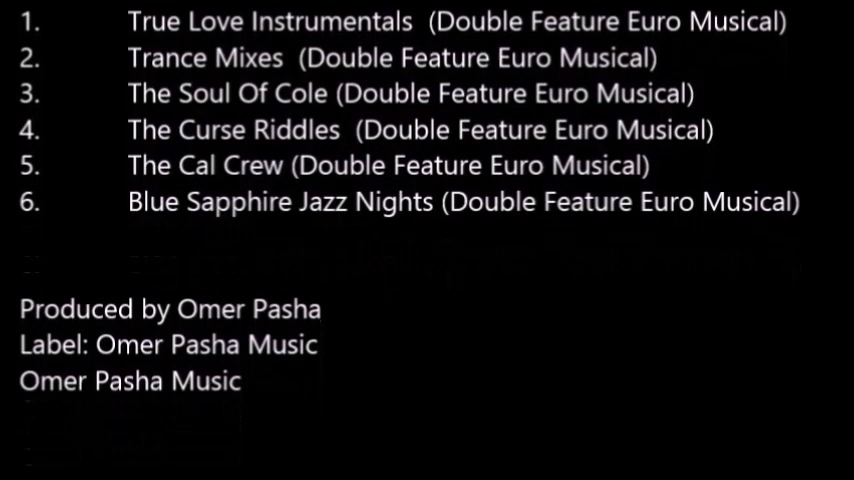 1. True Love Instrumentals (Double Feature Euro Musical)
2. Trance Mixes (Double Feature Euro Musical)
3. The Soul Of Cole (Double Feature Euro Musical)
4. The Curse Riddles (Double Feature Euro Musical)
5. The Cal Crew (Double Feature Euro Musical)
6. Blue Sapphire Jazz Nights (Double Feature Euro Musical)
Produced by Omer Pasha
Label: Omer Pasha Music
Omer Pasha Music